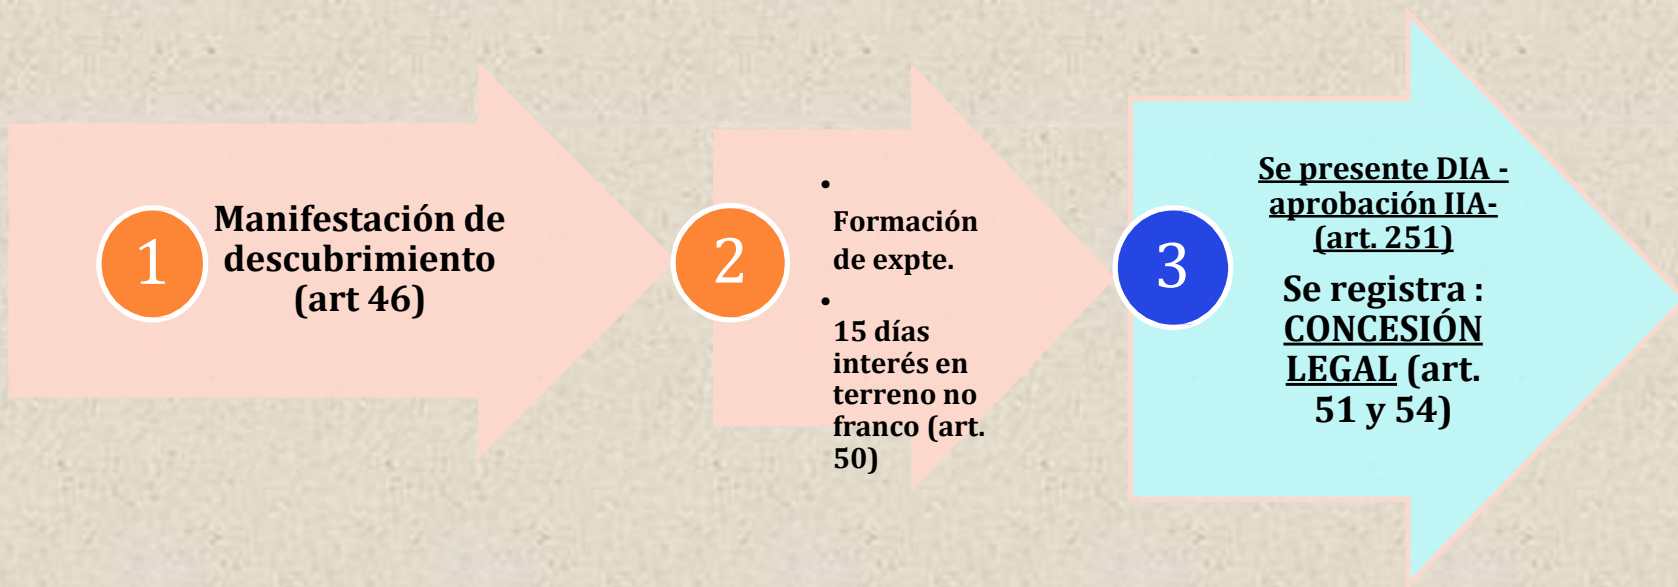 1
Manifestación de
descubrimiento
(art 46)
2
•
Formación
de expte.
•
15 días
interés en
terreno no
franco (art.
50)
3
Se presente DIA -
aprobación IIA-
(art. 251)
Se registra :
CONCESIÓN
LEGAL (art.
51 y 54)